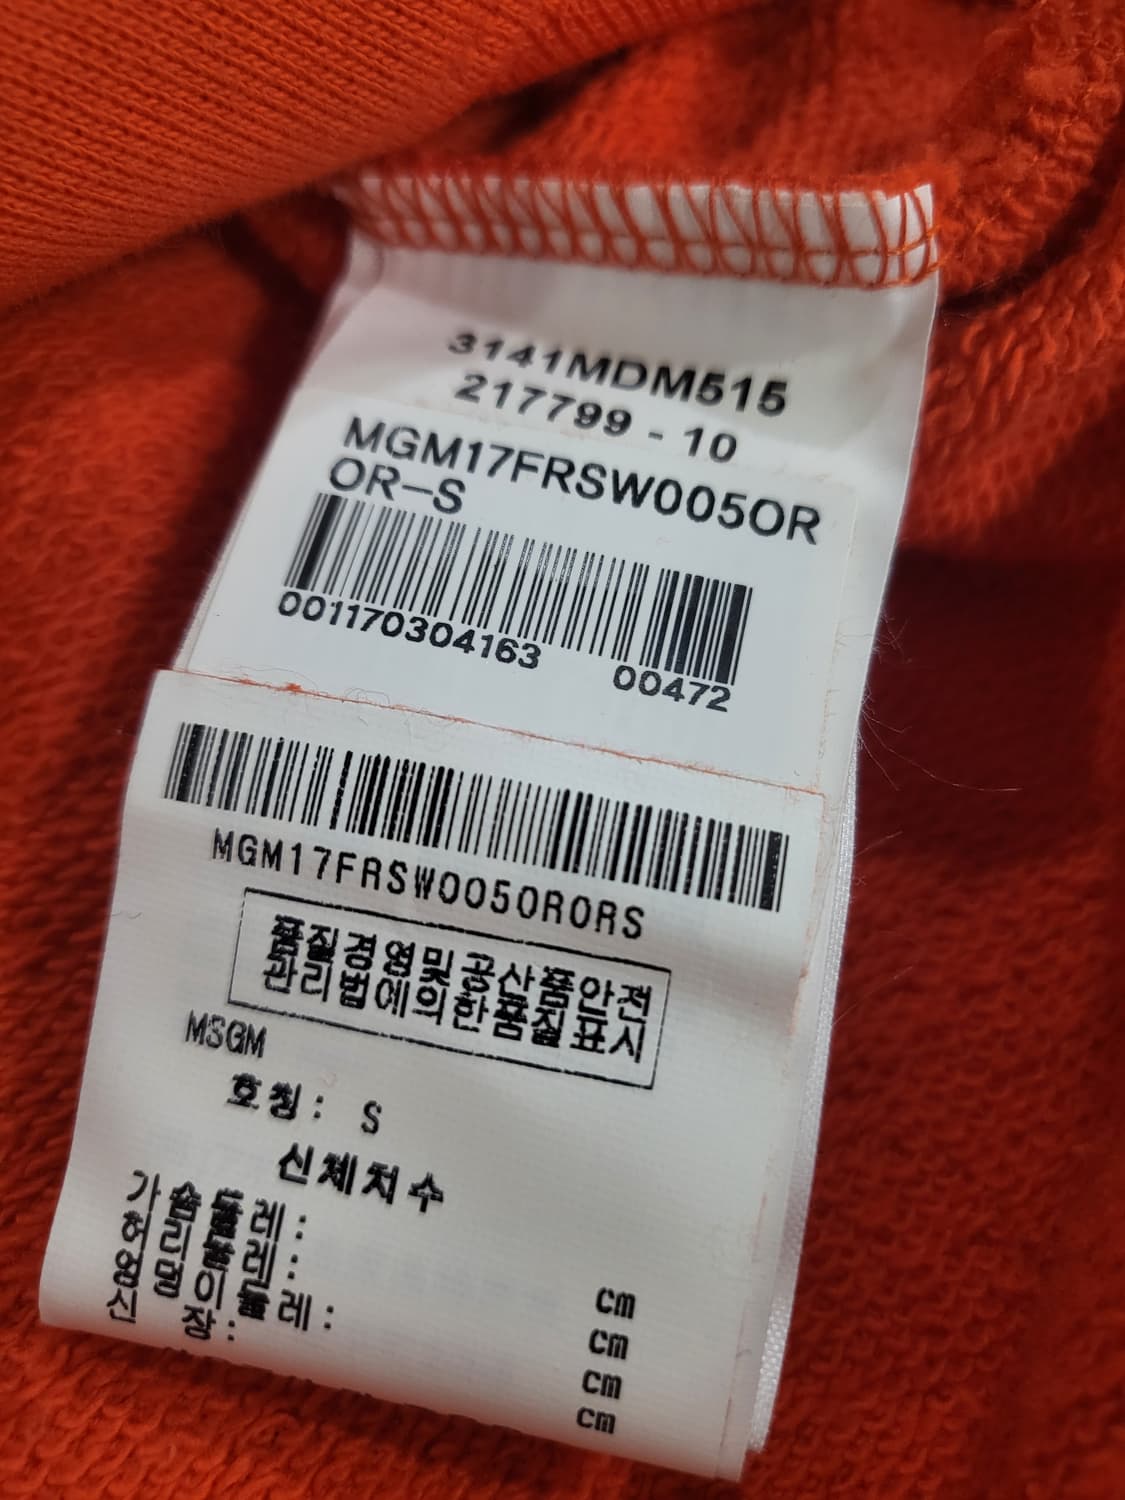 3141MDM515
217799 - 10
MGM17FRSW005OR
OR-S
001170304163 00472
MGM17FRSW005ORORS
품질경영및공산품안전
관리법에의한품질표시
MSGM
호칭: S
신체치수
가슴둘레: cm
허리둘레: cm
엉덩이둘레: cm
신 장: cm